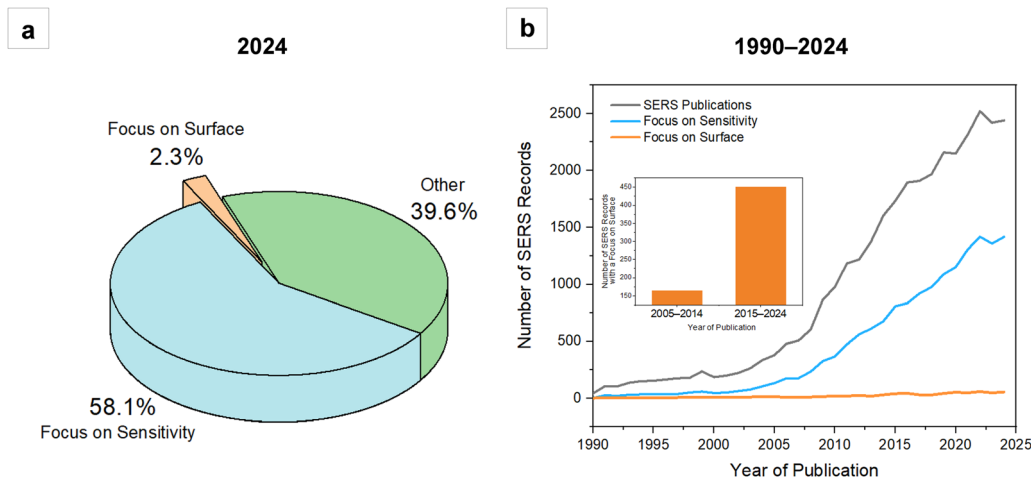 a
2024
Focus on Surface
2.3%
Other
39.6%
58.1%
Focus on Sensitivity
b
1990–2024
Number of SERS Records
2500
2000
1500
1000
500
0
SERS Publications
Focus on Sensitivity
Focus on Surface
Number of SERS Records
with a Focus on Surface
450
400
350
300
250
200
150
2005–2014
2015–2024
Year of Publication
1990
1995
2000
2005
2010
2015
2020
2025
Year of Publication